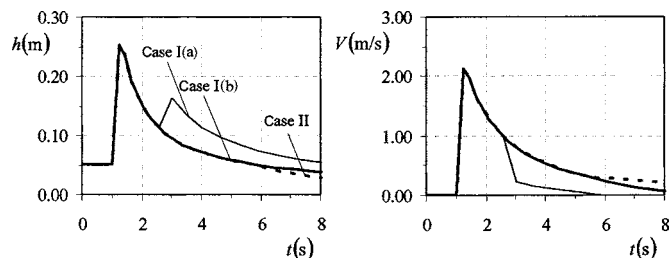 h(m)
0.30
0.20
0.10
0.00
Case I(a)
Case I(b)
Case II
0 2 4 6 8
t(s)
V(m/s)
3.00
2.00
1.00
0.00
0 2 4 6 8
t(s)